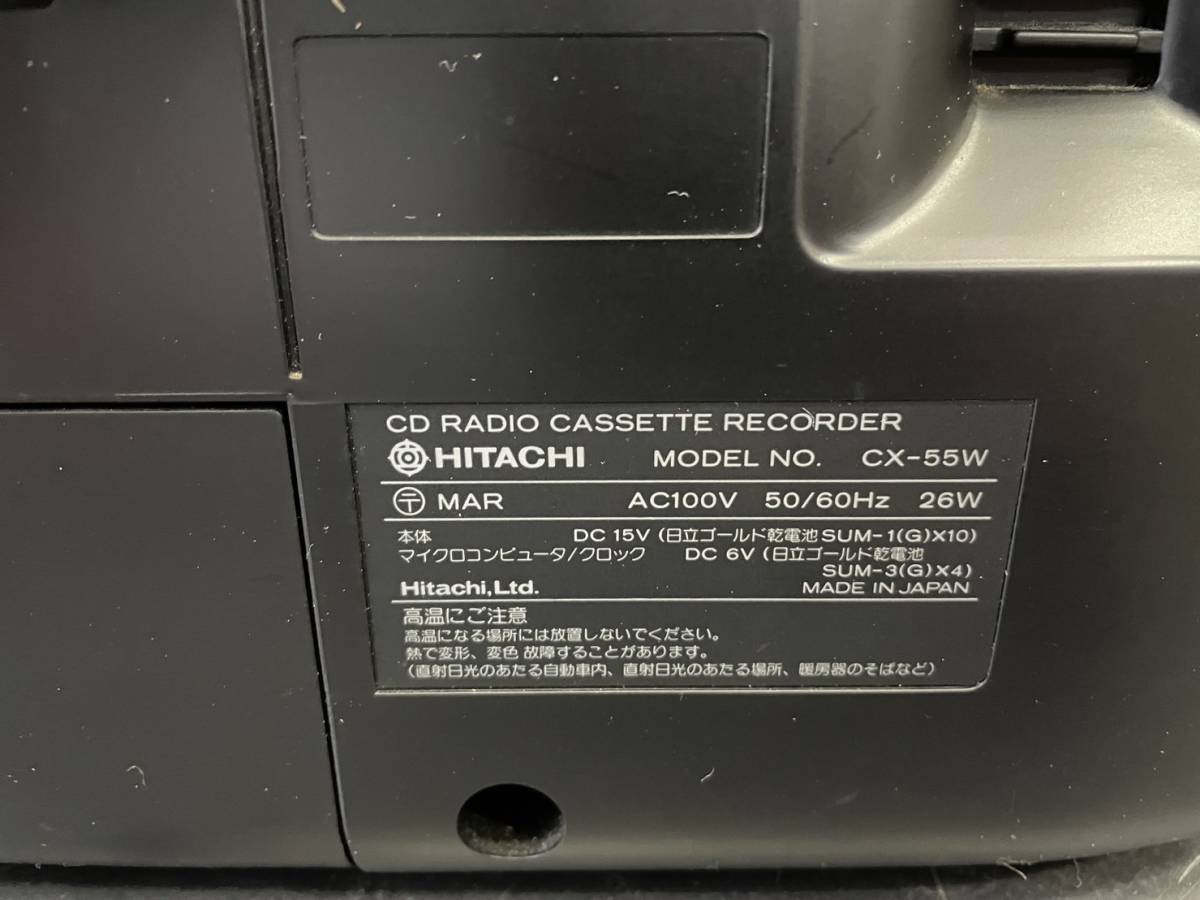 CD RADIO CASSETTE RECORDER
HITACHI MODEL NO. CX-55W
〒 MAR AC100V 50/60Hz 26W
本体 DC 15V (日立ゴールド乾電池 SUM-1(G)X10)
マイクロコンピュータ/クロック DC 6V (日立ゴールド乾電池
SUM-3(G)X4)
Hitachi,Ltd. MADE IN JAPAN
高温にご注意
高温になる場所には放置しないでください。
熱で変形、変色 故障することがあります。
(直射日光のあたる自動車内、直射日光のあたる場所、暖房器のそばなど)